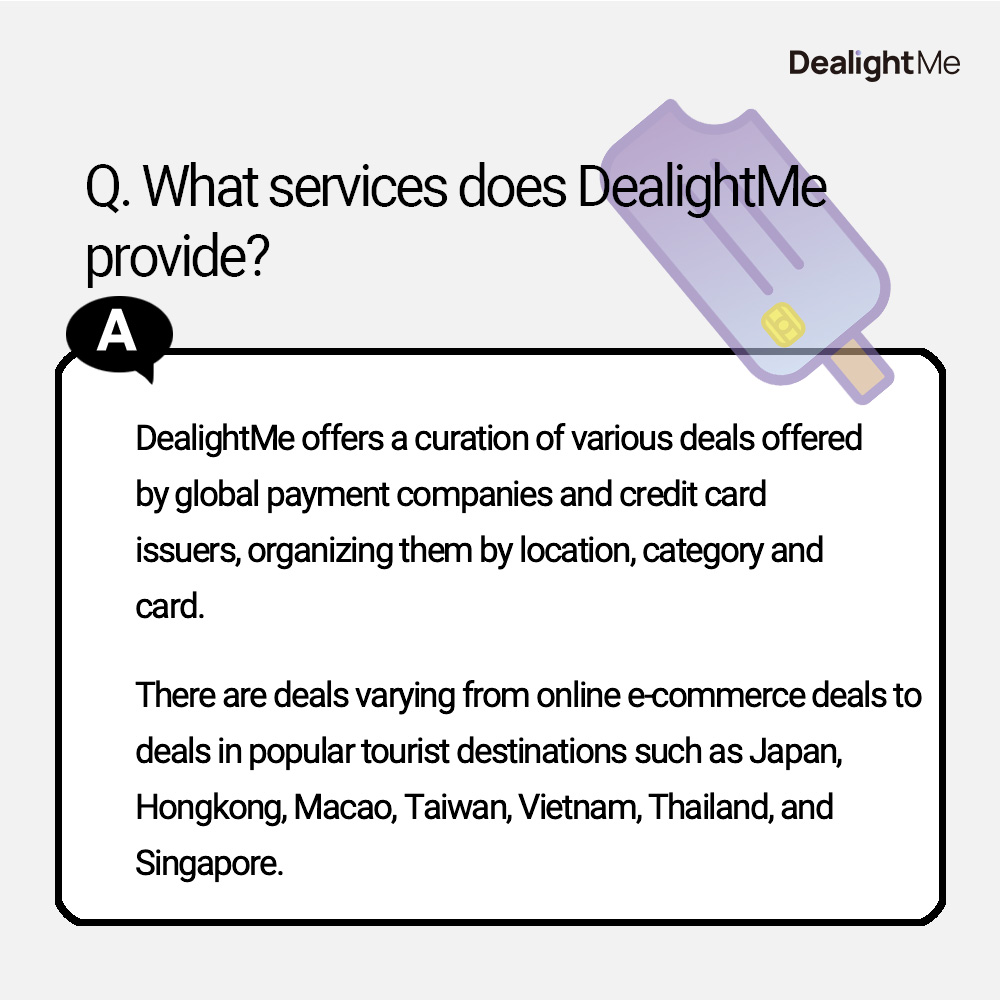 DealightMe
Q. What services does DealightMe
provide?
A
DealightMe offers a curation of various deals offered
by global payment companies and credit card
issuers, organizing them by location, category and
card.
There are deals varying from online e-commerce deals to
deals in popular tourist destinations such as Japan,
Hongkong, Macao, Taiwan, Vietnam, Thailand, and
Singapore.